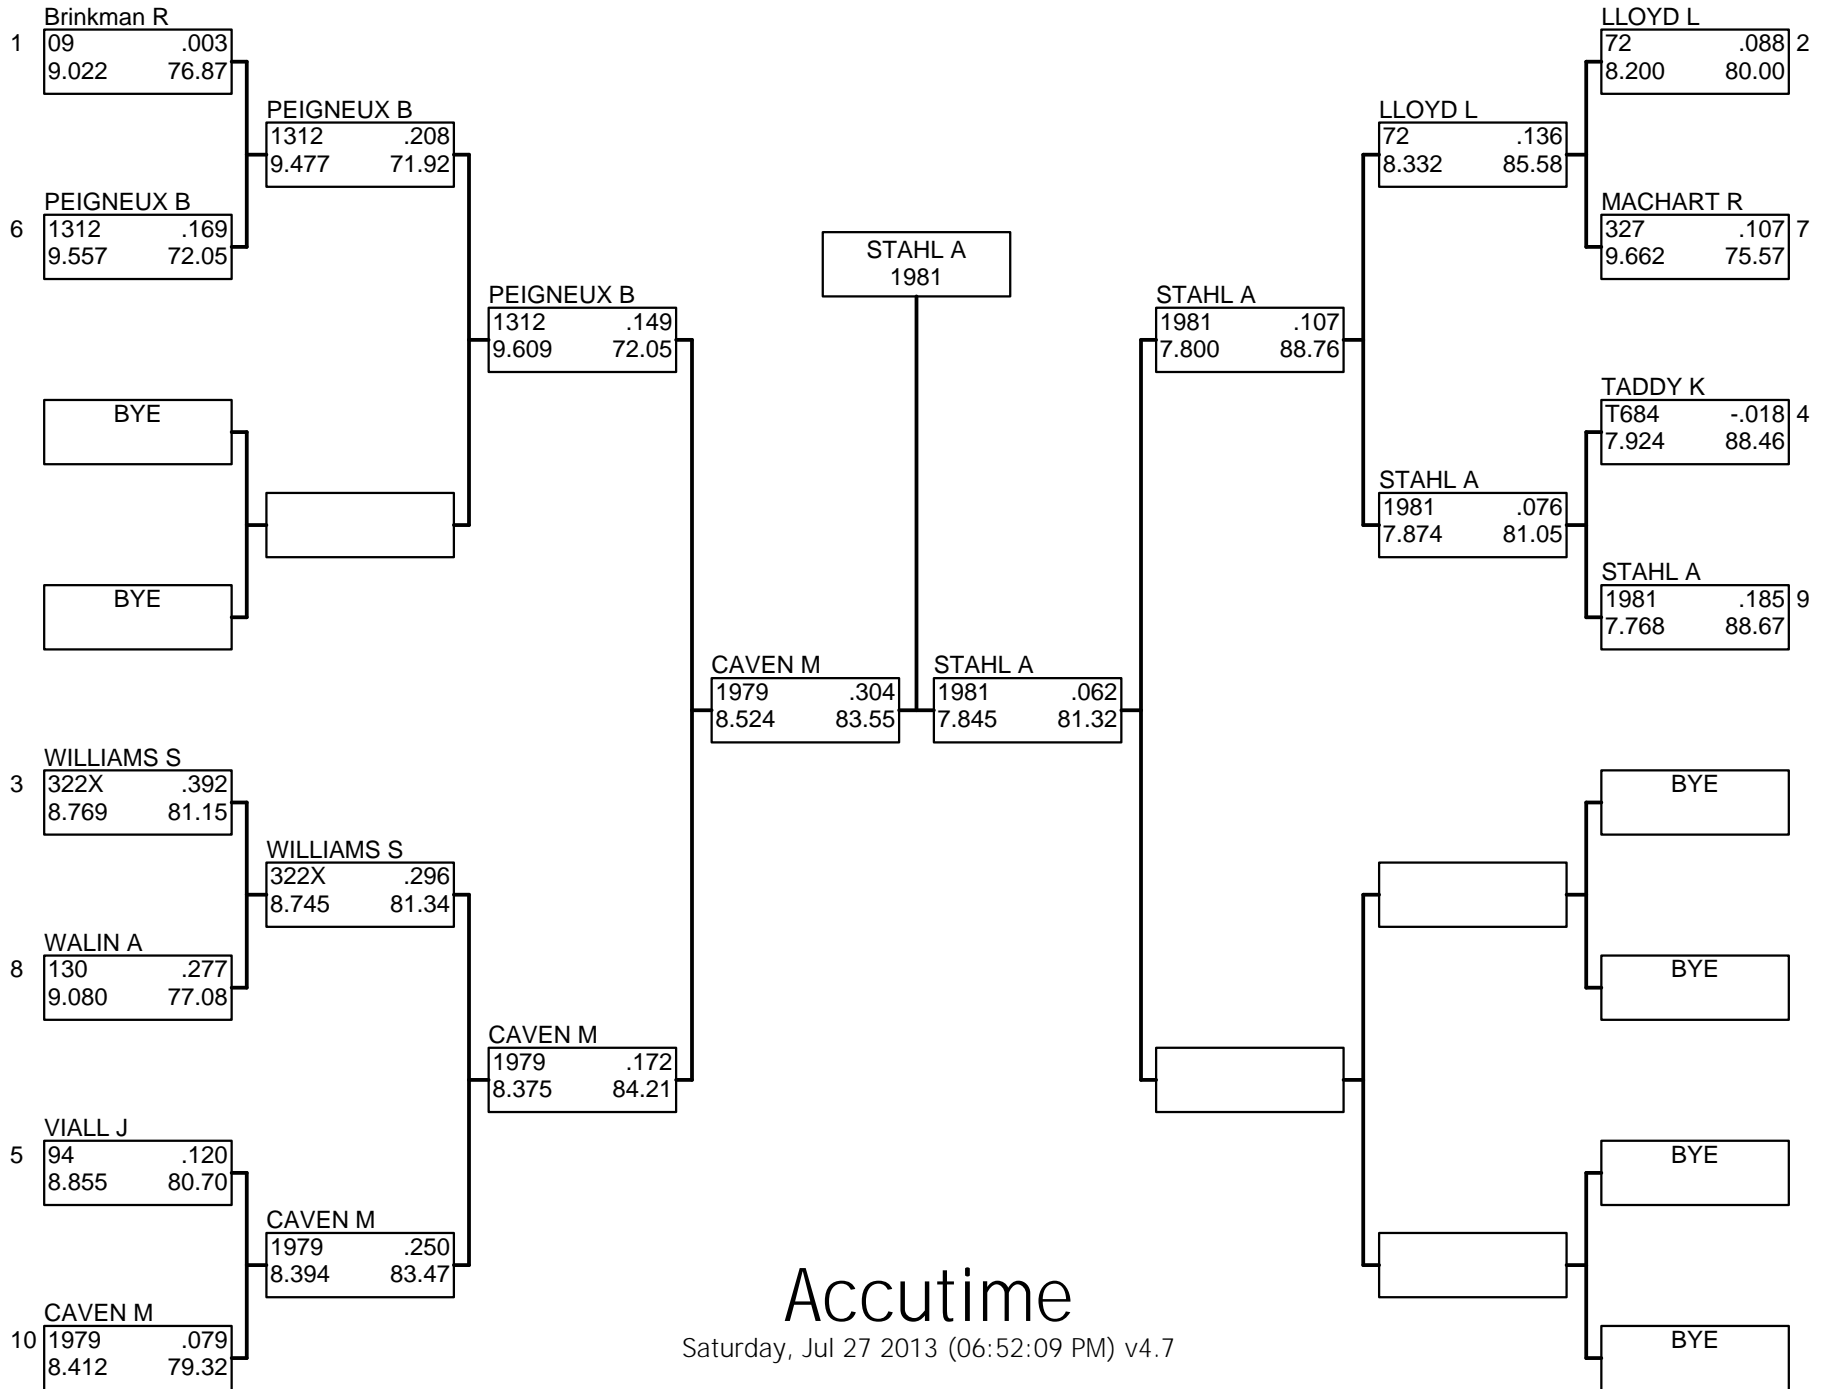 Brinkman R
1
09 .003
9.022 76.87
PEIGNEUX B
1312 .208
9.477 71.92
PEIGNEUX B
6
1312 .169
9.557 72.05
PEIGNEUX B
1312 .149
9.609 72.05
BYE
BYE
WILLIAMS S
3
322X .392
8.769 81.15
WILLIAMS S
322X .296
8.745 81.34
WALIN A
8
130 .277
9.080 77.08
CAVEN M
1979 .172
8.375 84.21
VIALL J
5
94 .120
8.855 80.70
CAVEN M
1979 .250
8.394 83.47
CAVEN M
10
1979 .079
8.412 79.32
CAVEN M
1979 .304
8.524 83.55
STAHL A
1981
STAHL A
1981 .062
7.845 81.32
STAHL A
1981 .107
7.800 88.76
LLOYD L
72 .136
8.332 85.58
STAHL A
1981 .076
7.874 81.05
LLOYD L
72 .088 2
8.200 80.00
MACHART R
327 .107 7
9.662 75.57
TADDY K
T684 -.018 4
7.924 88.46
STAHL A
1981 .185 9
7.768 88.67
BYE
BYE
BYE
BYE
Accutime
Saturday, Jul 27 2013 (06:52:09 PM) v4.7